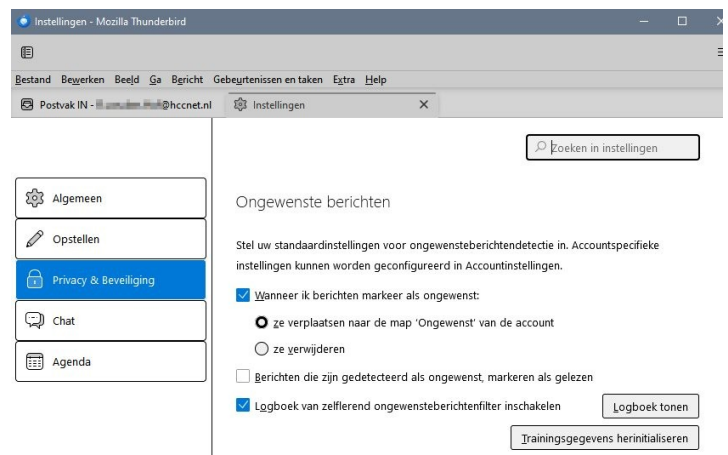 Instellingen - Mozilla Thunderbird
Bestand Bewerken Beeld Ga Bericht Gebeurtenissen en taken Extra Help
Postvak IN - @hccnet.nl Instellingen
Zoeken in instellingen
Algemeen
Opstellen
Privacy & Beveiliging
Chat
Agenda
Ongewenste berichten
Stel uw standaardinstellingen voor ongewensteberichtendetectie in. Accountspecifieke
instellingen kunnen worden geconfigureerd in Accountinstellingen.
Wanneer ik berichten markeer als ongewenst:
ze verplaatsen naar de map 'Ongewenst' van de account
ze verwijderen
Berichten die zijn gedetecteerd als ongewenst, markeren als gelezen
Logboek van zelflerend ongewensteberichtenfilter inschakelen Logboek tonen
Trainingsgegevens herinitialiseren